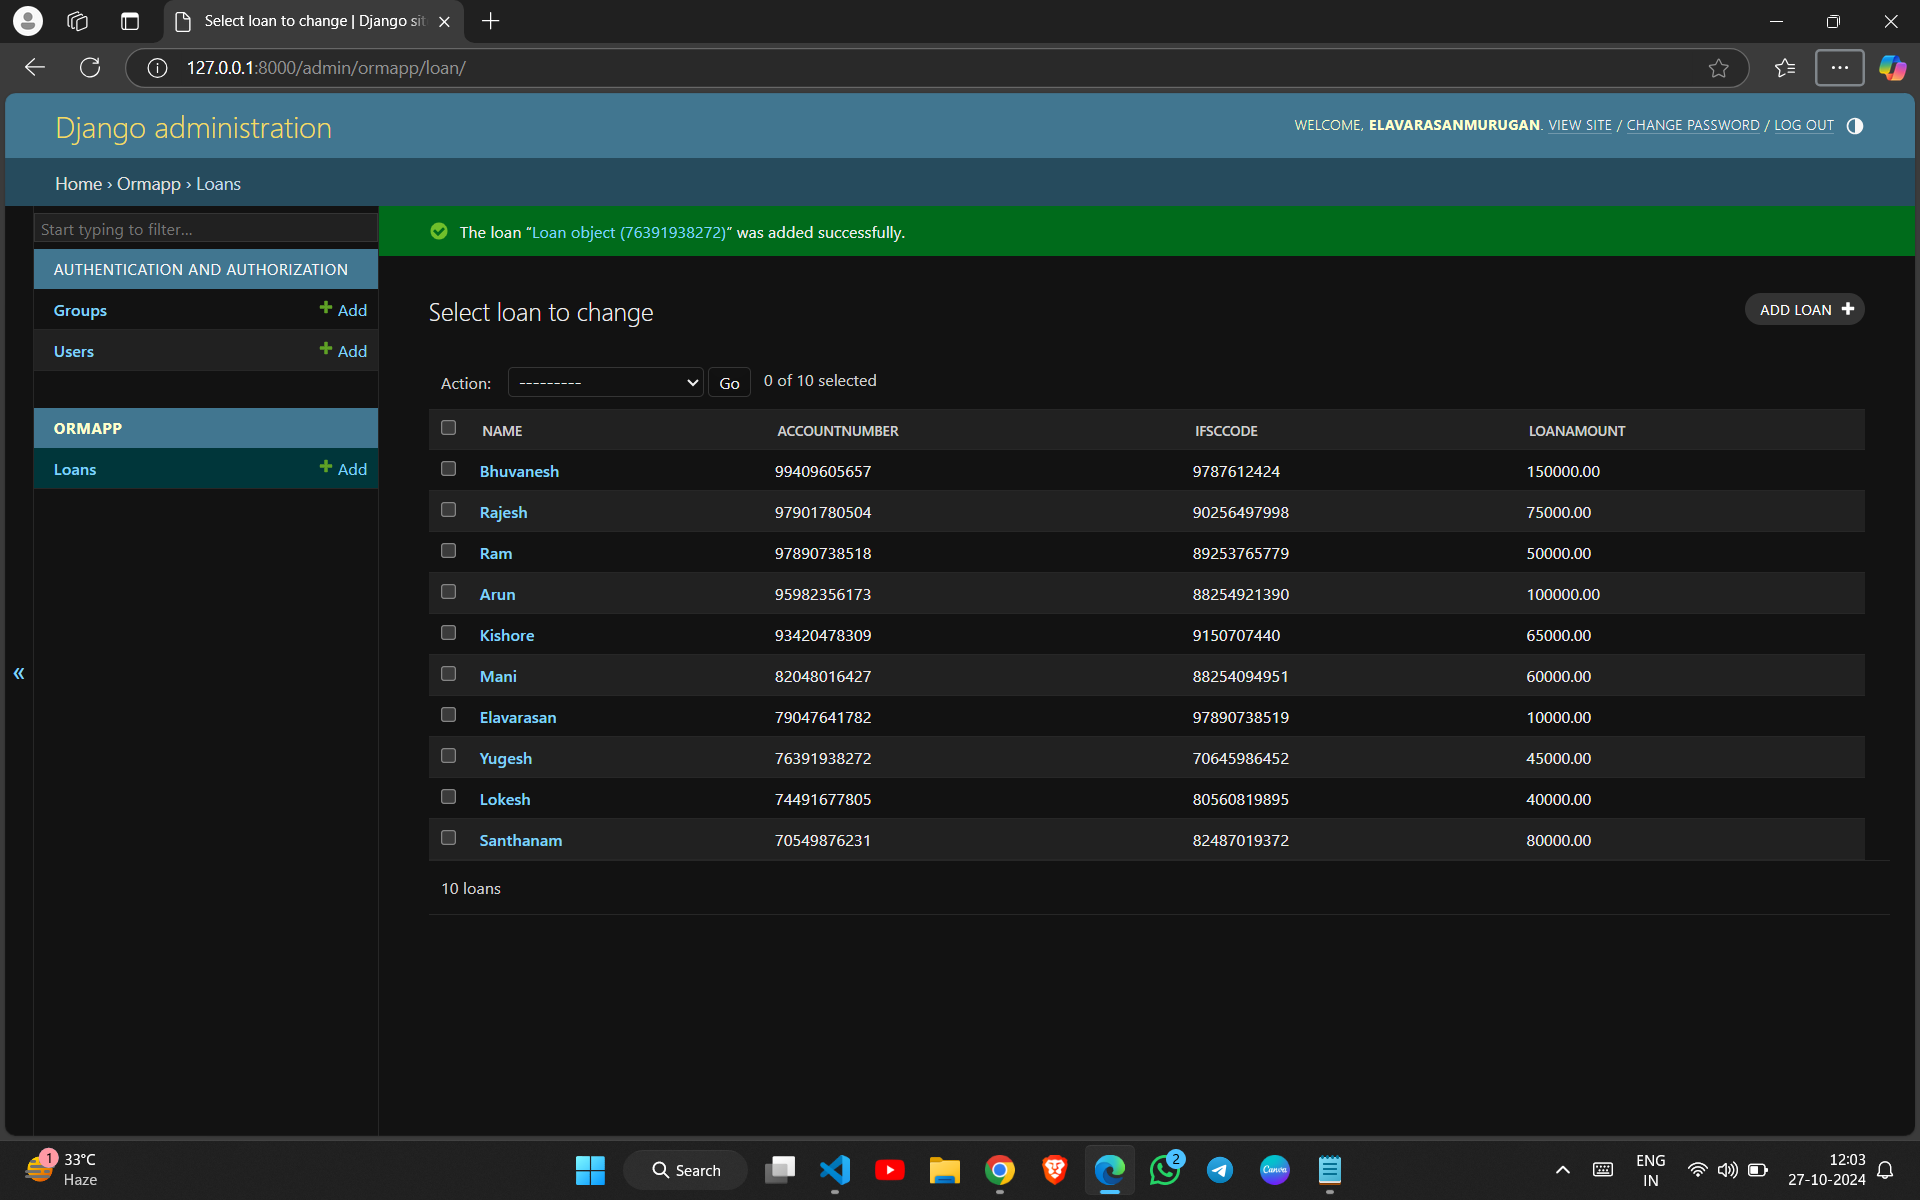 Select loan to change | Django sit
127.0.0.1:8000/admin/ormapp/loan/
Django administration
WELCOME, ELAVARASANMURUGAN. VIEW SITE / CHANGE PASSWORD / LOG OUT
Home › Ormapp › Loans
Start typing to filter...
The loan “Loan object (76391938272)” was added successfully.
AUTHENTICATION AND AUTHORIZATION
Groups Add
Users Add
ORMAPP
Loans Add
«
Select loan to change
ADD LOAN
Action: --------- Go 0 of 10 selected
NAME ACCOUNTNUMBER IFSCCODE LOANAMOUNT
Bhuvanesh 99409605657 9787612424 150000.00
Rajesh 97901780504 90256497998 75000.00
Ram 97890738518 89253765779 50000.00
Arun 95982356173 88254921390 100000.00
Kishore 93420478309 9150707440 65000.00
Mani 82048016427 88254094951 60000.00
Elavarasan 79047641782 97890738519 10000.00
Yugesh 76391938272 70645986452 45000.00
Lokesh 74491677805 80560819895 40000.00
Santhanam 70549876231 82487019372 80000.00
10 loans
1
33°C
Haze
Search
2
Canva
ENG
IN
12:03
27-10-2024